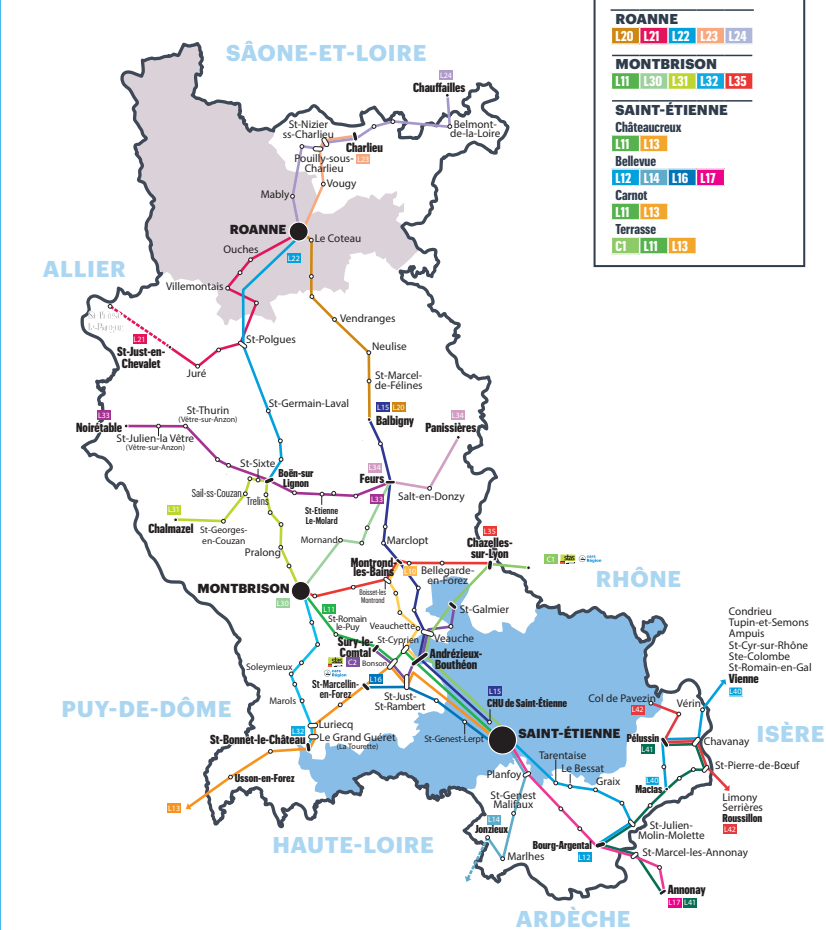 ROANNE
L20 L21 L22 L23 L24
MONTBRISON
L11 L30 L31 L32 L35
SAINT-ÉTIENNE
Châteaucreux
L11 L13
Bellevue
L12 L14 L16 L17
Carnot
L11 L13
Terrasse
C1 L11 L13
SÂONE-ET-LOIRE
L24
Chauffailles
St-Nizier
ss-Charlieu
Belmont-
de-la-Loire
Charlieu
L23
Pouilly-sous-
Charlieu
Vougy
Mably
ROANNE
Le Coteau
Ouches
L22
ALLIER
Villemontais
Vendranges
L21
St-Just-en-
Chevalet
St-Polgues
Neulise
Juré
St-Marcel-
de-Félines
St-Germain-Laval
L15 L20
Balbigny
L33
Noirétable
St-Thurin
(Vêtre-sur-Anzon)
St-Julien-la Vêtre
(Vêtre-sur-Anzon)
L34
Panissières
St-Sixte
Boën-sur
Lignon
L34
Feurs
L33
Salt-en-Donzy
Sail-ss-Couzan
Trelins
St-Etienne
Le-Molard
L31
Chalmazel
St-Georges-
en-Couzan
Mornand
Marclopt
L35
Chazelles-
sur-Lyon
C1
stas
cars
Région
Pralong
Montrond-
les-Bains
Bellegarde-
en-Forez
RHÔNE
MONTBRISON
L30
Boisset-les
Montrond
L11
St-Galmier
St-Romain
le-Puy
Veauchette
Veauche
St-Cyprien
Sury-le-
Comtal
Andrézieux-
Bouthéon
stas
C2
Bonson
cars
Région
Soleymieux
St-Marcellin-
en-Forez
L16
St-Just-
St-Rambert
Marols
L15
CHU de Saint-Étienne
PUY-DE-DÔME
L32
Luriecq
Le Grand Guéret
(La Tourette)
St-Bonnet-le-Château
St-Genest-Lerpt
SAINT-ÉTIENNE
Usson-en-Forez
L13
Condrieu
Tupin-et-Semons
Ampuis
St-Cyr-sur-Rhône
Ste-Colombe
St-Romain-en-Gal
Vienne
L40
Col de Pavezin
L42
Vérin
ISÈRE
Pélussin
L41
Chavanay
St-Pierre-de-Bœuf
Tarentaise
Le Bessat
Graix
L40
Maclas
Planfoy
St-Genest
Malifaux
Limony
Serrières
Roussillon
L42
L14
Jonzieux
Marlhes
HAUTE-LOIRE
Bourg-Argental
L12
St-Julien-
Molin-Molette
St-Marcel-les-Annonay
Annonay
L17 L41
ARDÈCHE